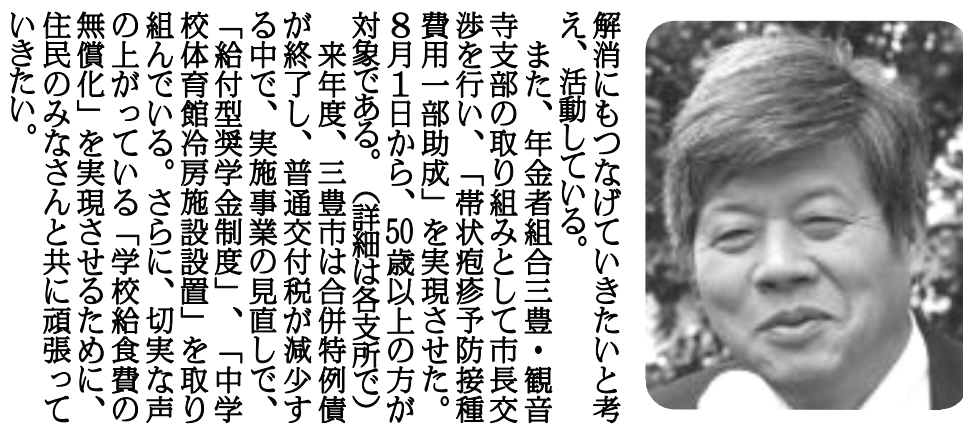 解消にもつなげていきたいと考
え、活動している。
　また、年金者組合三豊・観音
寺支部の取り組みとして市長交
渉を行い、「帯状疱疹予防接種
費用一部助成」を実現させた。
８月１日から、50歳以上の方が
対象である。（詳細は各支所で）
　来年度、三豊市は合併特例債
が終了し、普通交付税が減少す
る中で、実施事業の見直しで、
「給付型奨学金制度」、「中学
校体育館冷房施設設置」を取り
組んでいる。さらに、切実な声
の上がっている「学校給食費の
無償化」を実現させるために、
住民のみなさんと共に頑張って
いきたい。